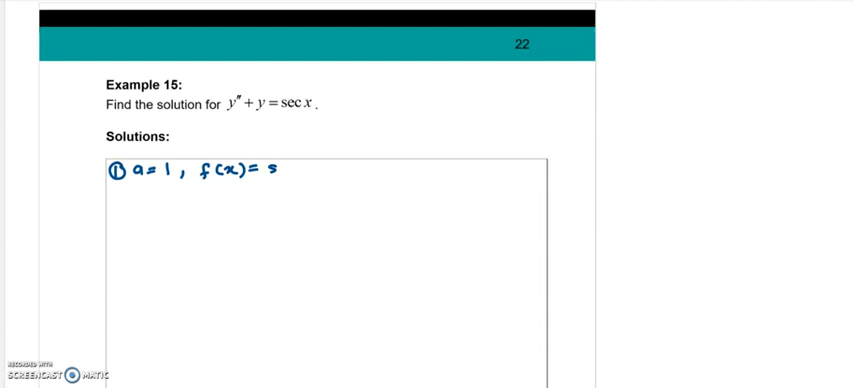 22
Example 15:
Find the solution for y″ + y = sec x .
Solutions:
① a = 1 , f(x) = s
RECORDED WITH
SCREENCAST MATIC